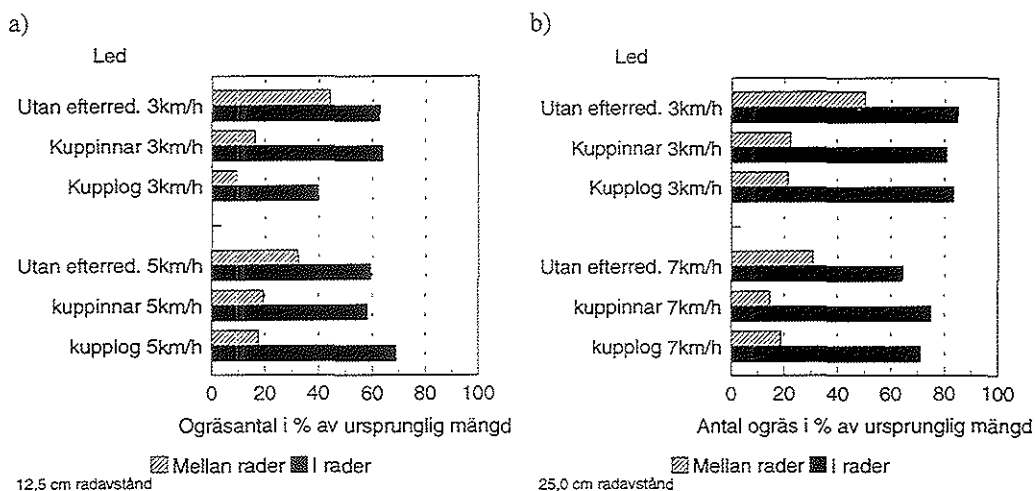 a)
Led
Utan efterred. 3km/h
Kuppinnar 3km/h
Kupplog 3km/h
Utan efterred. 5km/h
kuppinnar 5km/h
kupplog 5km/h
0 20 40 60 80 100
Ogräsantal i % av ursprunglig mängd
Mellan rader I rader
12,5 cm radavstånd
b)
Led
Utan efterred. 3km/h
Kuppinnar 3km/h
Kupplog 3km/h
Utan efterred. 7km/h
kuppinnar 7km/h
kupplog 7km/h
0 20 40 60 80 100
Antal ogräs i % av ursprunglig mängd
Mellan rader I rader
25,0 cm radavstånd